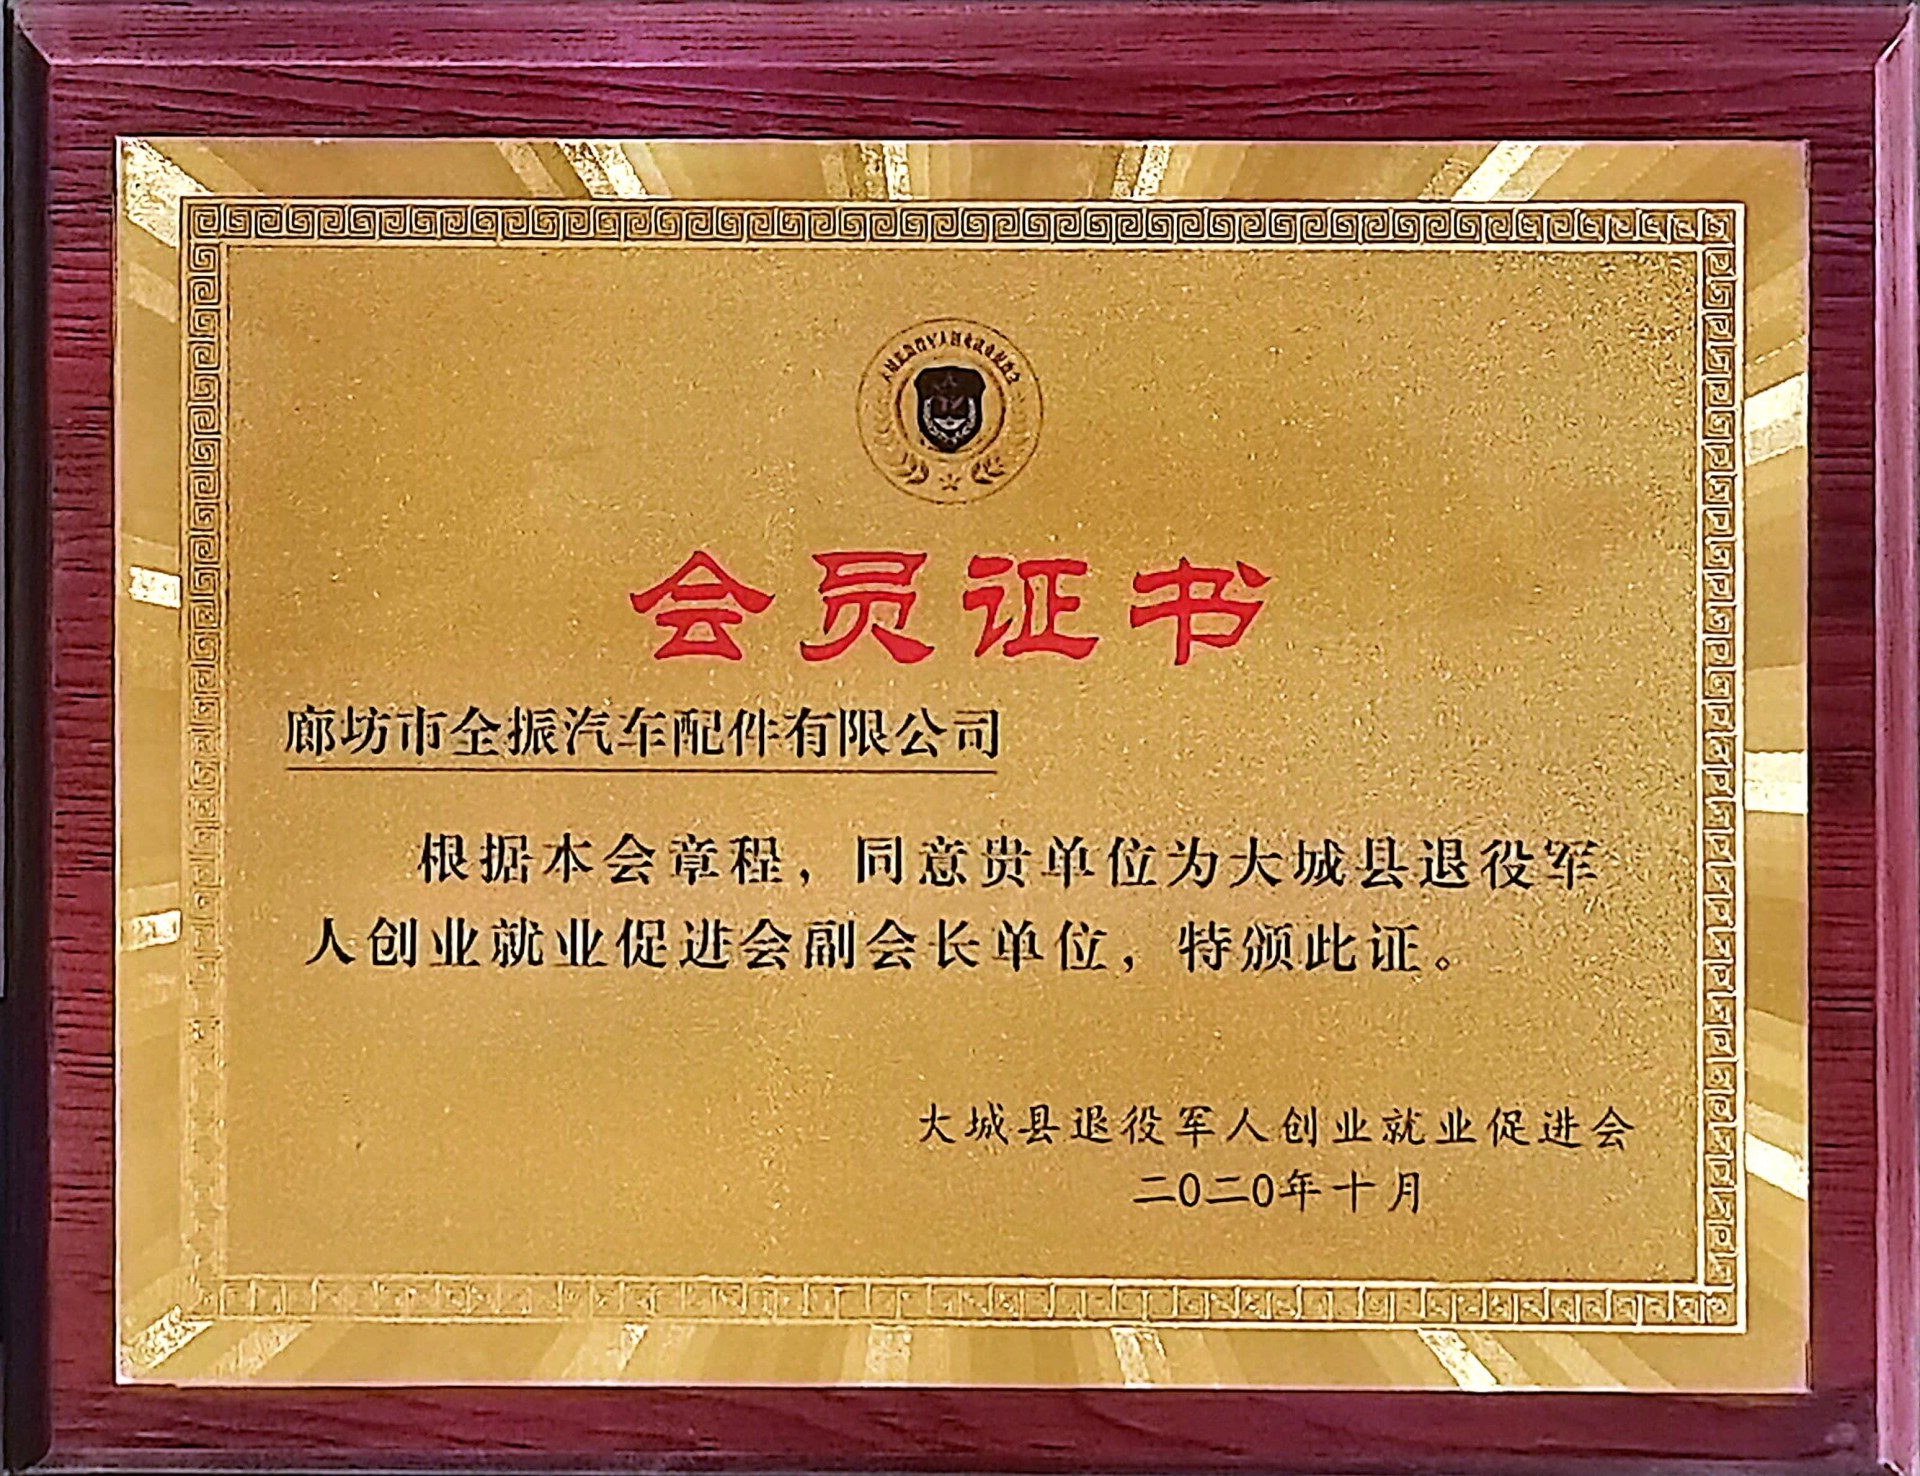 会员证书
廊坊市全振汽车配件有限公司
根据本会章程，同意贵单位为大城县退役军
人创业就业促进会副会长单位，特颁此证。
大城县退役军人创业就业促进会
二0二0年十月